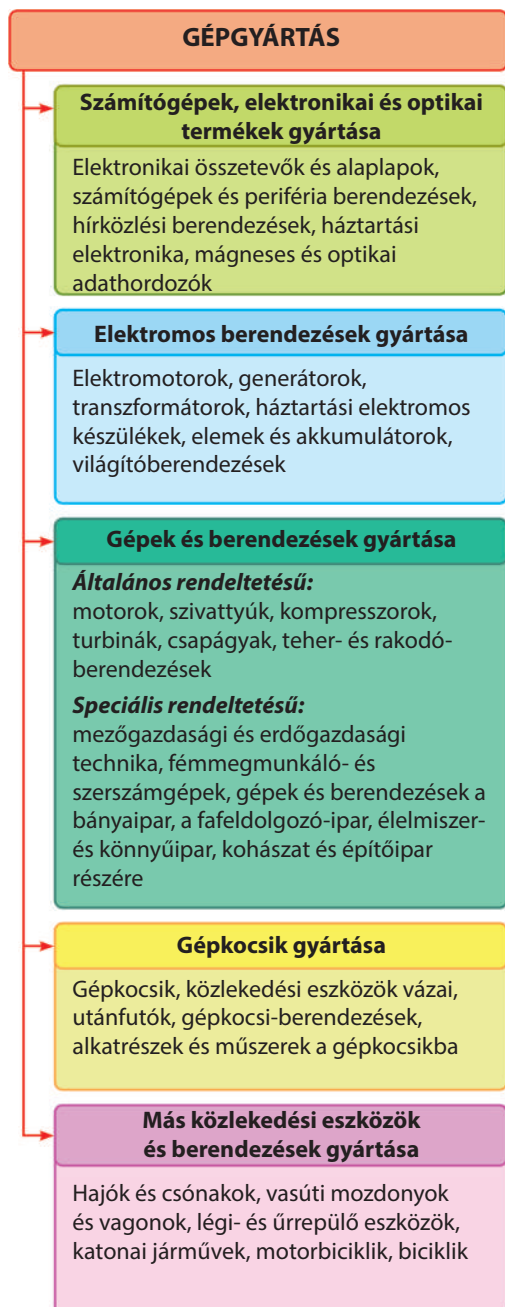 GÉPGYÁRTÁS
Számítógépek, elektronikai és optikai
termékek gyártása
Elektronikai összetevők és alaplapok,
számítógépek és periféria berendezések,
hírközlési berendezések, háztartási
elektronika, mágneses és optikai
adathordozók
Elektromos berendezések gyártása
Elektromotorok, generátorok,
transzformátorok, háztartási elektromos
készülékek, elemek és akkumulátorok,
világítóberendezések
Gépek és berendezések gyártása
Általános rendeltetésű:
motorok, szivattyúk, kompresszorok,
turbinák, csapágyak, teher- és rakodó-
berendezések
Speciális rendeltetésű:
mezőgazdasági és erdőgazdasági
technika, fémmegmunkáló- és
szerszámgépek, gépek és berendezések a
bányaipar, a fafeldolgozó-ipar, élelmiszer-
és könnyűipar, kohászat és építőipar
részére
Gépkocsik gyártása
Gépkocsik, közlekedési eszközök vázai,
utánfutók, gépkocsi-berendezések,
alkatrészek és műszerek a gépkocsikba
Más közlekedési eszközök
és berendezések gyártása
Hajók és csónakok, vasúti mozdonyok
és vagonok, légi- és űrrepülő eszközök,
katonai járművek, motorbiciklik, biciklik